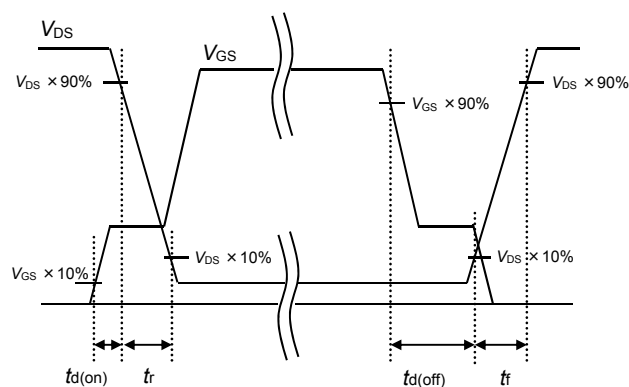 VDS
VGS
VDS × 90%
VDS × 90%
VGS × 90%
VDS × 10%
VDS × 10%
VGS × 10%
td(on)
tr
td(off)
tf